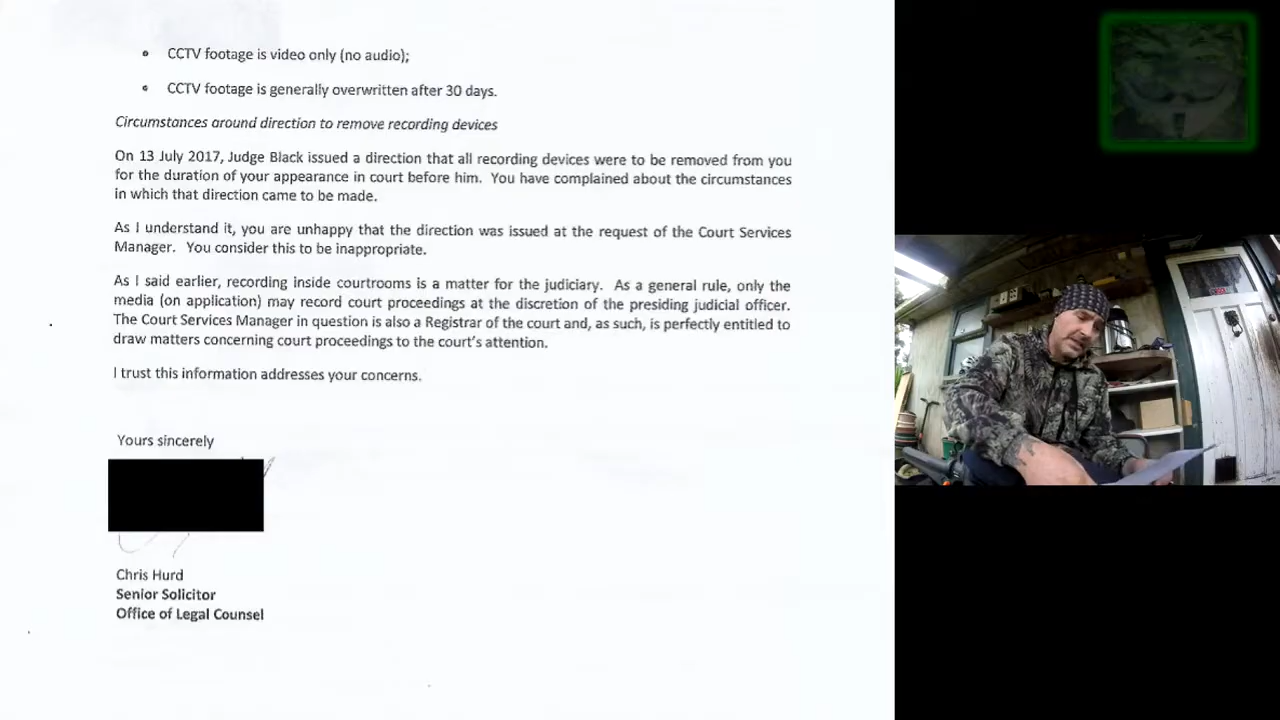 CCTV footage is video only (no audio);
CCTV footage is generally overwritten after 30 days.
Circumstances around direction to remove recording devices
On 13 July 2017, Judge Black issued a direction that all recording devices were to be removed from you
for the duration of your appearance in court before him. You have complained about the circumstances
in which that direction came to be made.
As I understand it, you are unhappy that the direction was issued at the request of the Court Services
Manager. You consider this to be inappropriate.
As I said earlier, recording inside courtrooms is a matter for the judiciary. As a general rule, only the
media (on application) may record court proceedings at the discretion of the presiding judicial officer.
The Court Services Manager in question is also a Registrar of the court and, as such, is perfectly entitled to
draw matters concerning court proceedings to the court's attention.
I trust this information addresses your concerns.
Yours sincerely
Chris Hurd
Senior Solicitor
Office of Legal Counsel